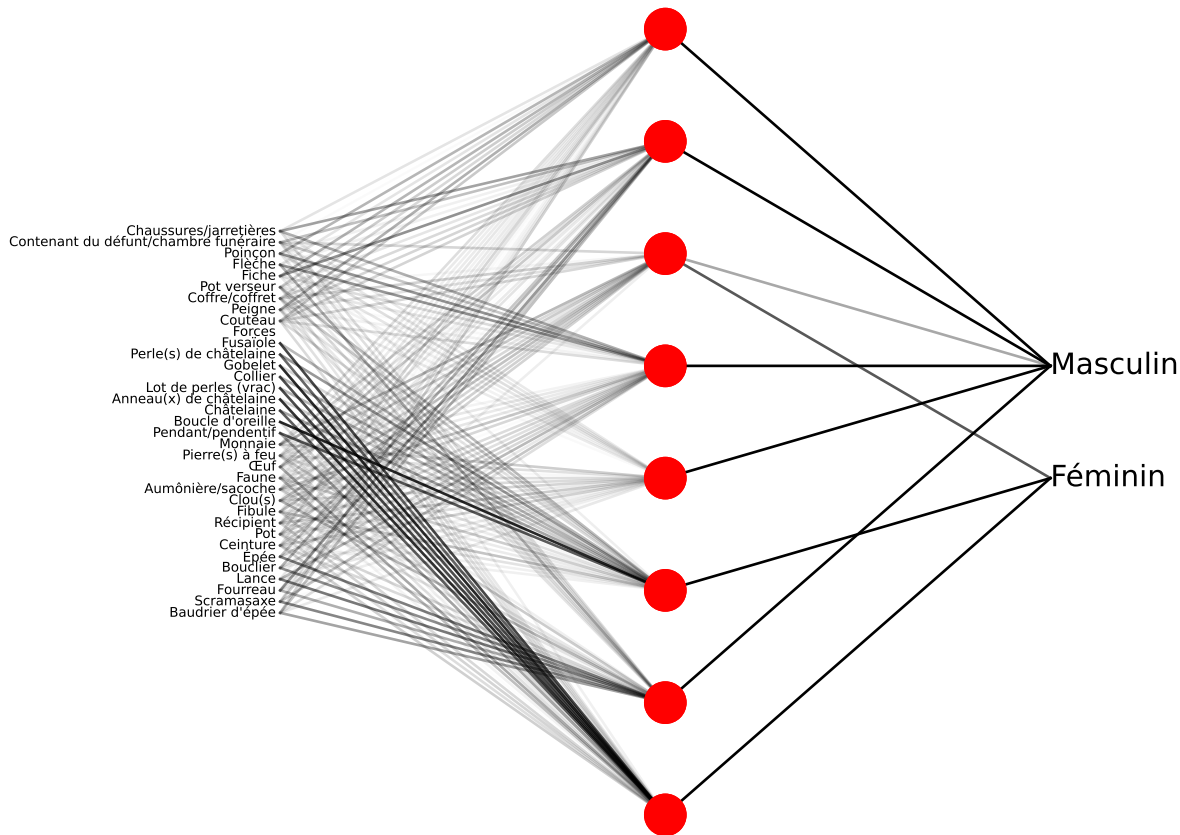 Chaussures/jarretières
Contenant du défunt/chambre funéraire
Poinçon
Flèche
Fiche
Pot verseur
Coffre/coffret
Peigne
Couteau
Forces
Fusaïole
Perle(s) de châtelaine
Gobelet
Collier
Lot de perles (vrac)
Anneau(x) de châtelaine
Châtelaine
Boucle d'oreille
Pendant/pendentif
Monnaie
Pierre(s) à feu
Œuf
Faune
Aumônière/sacoche
Clou(s)
Fibule
Récipient
Pot
Ceinture
Épée
Bouclier
Lance
Fourreau
Scramasaxe
Baudrier d'épée
Masculin
Féminin